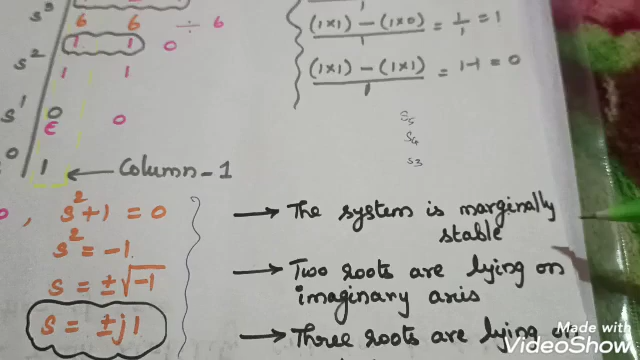 s³
6 6 ÷ 6
1 1 0
s²
1 1
s¹ 0
ε 0
0 1 ← Column-1
(1×1) - (1×0) / 1 = 1/1 = 1
(1×1) - (1×1) / 1 = 1-1 = 0
S5
S4
S3
0, s²+1 = 0
s² = -1
s = ±√-1
s = ±j1
→ The system is marginally
stable
→ Two roots are lying on
imaginary axis
→ Three roots are lying
Made with
VideoShow